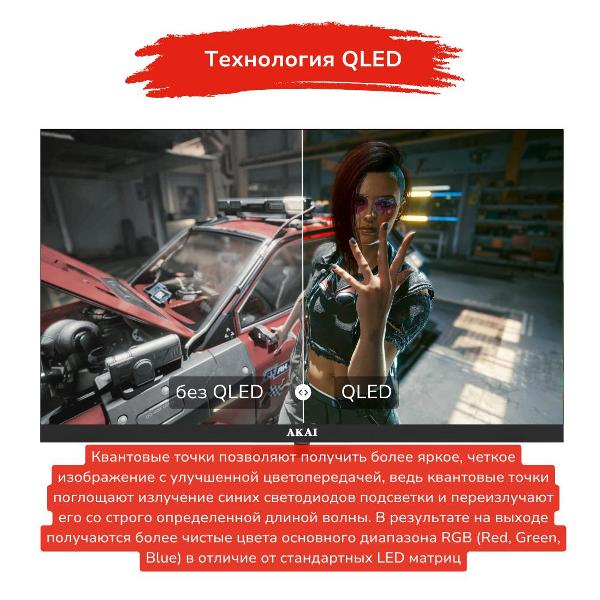 Технология QLED
без QLED
QLED
AKAI
Квантовые точки позволяют получить более яркое, четкое
изображение с улучшенной цветопередачей, ведь квантовые точки
поглощают излучение синих светодиодов подсветки и переизлучают
его со строго определенной длиной волны. В результате на выходе
получаются более чистые цвета основного диапазона RGB (Red, Green,
Blue) в отличие от стандартных LED матриц